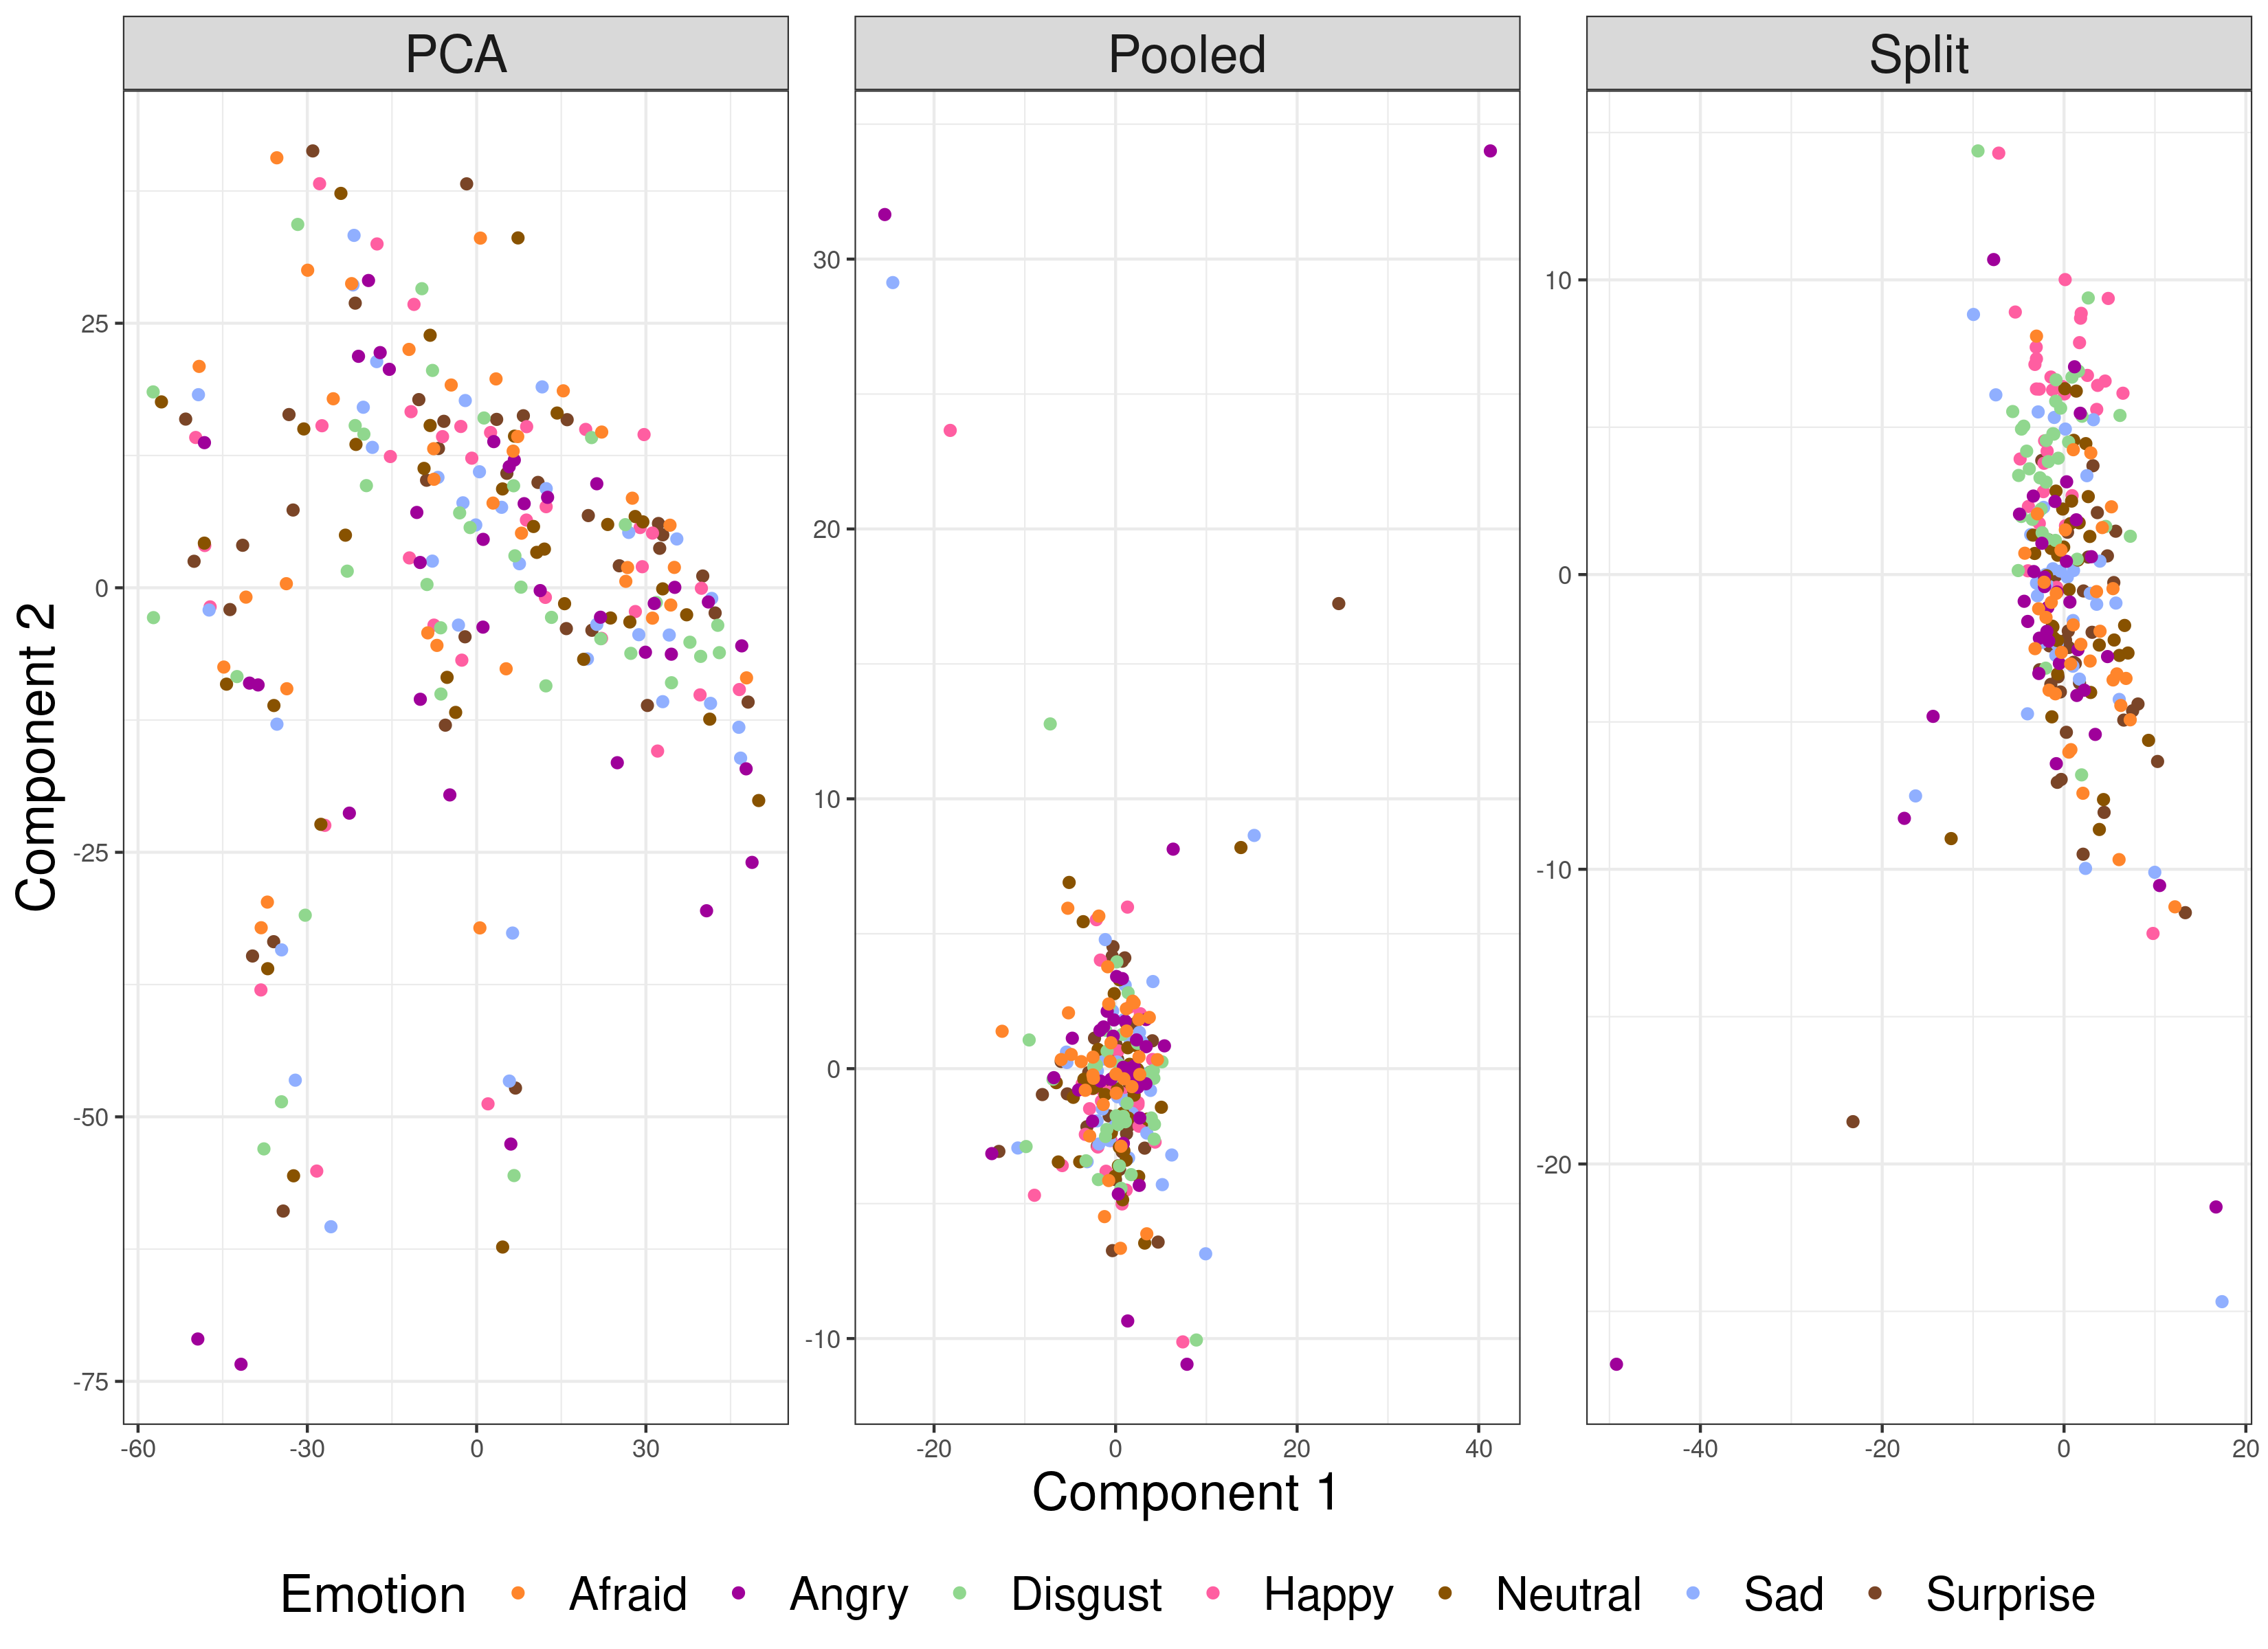 PCA Pooled Split
Component 2
25
0
-25
-50
-75
30
20
10
0
-10
10
0
-10
-20
-60 -30 0 30
-20 0 20 40
-40 -20 0 20
Component 1
Emotion Afraid Angry Disgust Happy Neutral Sad Surprise